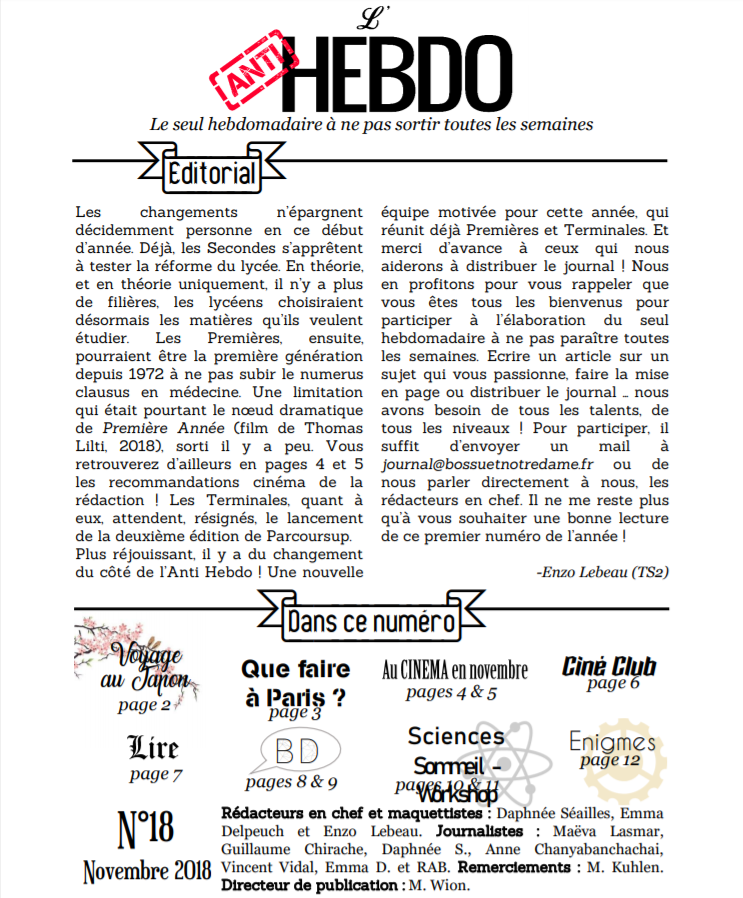 L'
ANTI HEBDO
Le seul hebdomadaire à ne pas sortir toutes les semaines
Éditorial
Les changements n'épargnent
décidemment personne en ce début
d'année. Déjà, les Secondes s'apprêtent
à tester la réforme du lycée. En théorie,
et en théorie uniquement, il n'y a plus
de filières, les lycéens choisiraient
désormais les matières qu'ils veulent
étudier. Les Premières, ensuite,
pourraient être la première génération
depuis 1972 à ne pas subir le numerus
clausus en médecine. Une limitation
qui était pourtant le nœud dramatique
de Première Année (film de Thomas
Lilti, 2018), sorti il y a peu. Vous
retrouverez d'ailleurs en pages 4 et 5
les recommandations cinéma de la
rédaction ! Les Terminales, quant à
eux, attendent, résignés, le lancement
de la deuxième édition de Parcoursup.
Plus réjouissant, il y a du changement
du côté de l'Anti Hebdo ! Une nouvelle
équipe motivée pour cette année, qui
réunit déjà Premières et Terminales. Et
merci d'avance à ceux qui nous
aiderons à distribuer le journal ! Nous
en profitons pour vous rappeler que
vous êtes tous les bienvenus pour
participer à l'élaboration du seul
hebdomadaire à ne pas paraître toutes
les semaines. Ecrire un article sur un
sujet qui vous passionne, faire la mise
en page ou distribuer le journal … nous
avons besoin de tous les talents, de
tous les niveaux ! Pour participer, il
suffit d'envoyer un mail à
journal@bossuetnotredame.fr ou de
nous parler directement à nous, les
rédacteurs en chef. Il ne me reste plus
qu'à vous souhaiter une bonne lecture
de ce premier numéro de l'année !
-Enzo Lebeau (TS2)
Dans ce numéro
Voyage
au Japon
page 2
Que faire
à Paris ?
page 3
Au CINEMA en novembre
pages 4 & 5
Ciné Club
page 6
Lire
page 7
BD
pages 8 & 9
Sciences
Sommeil -
Workshop
pages 10 & 11
Enigmes
page 12
N°18
Novembre 2018
Rédacteurs en chef et maquettistes : Daphnée Séailles, Emma
Delpeuch et Enzo Lebeau. Journalistes : Maëva Lasmar,
Guillaume Chirache, Daphnée S., Anne Chanyabanchachai,
Vincent Vidal, Emma D. et RAB. Remerciements : M. Kuhlen.
Directeur de publication : M. Wion.